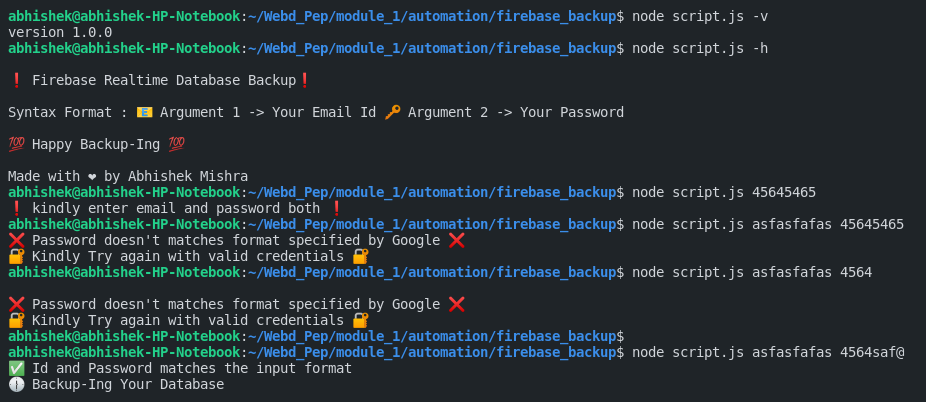 abhishek@abhishek-HP-Notebook:~/Webd_Pep/module_1/automation/firebase_backup$ node script.js -v
version 1.0.0
abhishek@abhishek-HP-Notebook:~/Webd_Pep/module_1/automation/firebase_backup$ node script.js -h
❗ Firebase Realtime Database Backup❗
Syntax Format : 📧 Argument 1 -> Your Email Id 🔑 Argument 2 -> Your Password
💯 Happy Backup-Ing 💯
Made with ❤ by Abhishek Mishra
abhishek@abhishek-HP-Notebook:~/Webd_Pep/module_1/automation/firebase_backup$ node script.js 45645465
❗ kindly enter email and password both ❗
abhishek@abhishek-HP-Notebook:~/Webd_Pep/module_1/automation/firebase_backup$ node script.js asfasfafas 45645465
❌ Password doesn't matches format specified by Google ❌
🔐 Kindly Try again with valid credentials 🔐
abhishek@abhishek-HP-Notebook:~/Webd_Pep/module_1/automation/firebase_backup$ node script.js asfasfafas 4564
❌ Password doesn't matches format specified by Google ❌
🔐 Kindly Try again with valid credentials 🔐
abhishek@abhishek-HP-Notebook:~/Webd_Pep/module_1/automation/firebase_backup$
abhishek@abhishek-HP-Notebook:~/Webd_Pep/module_1/automation/firebase_backup$ node script.js asfasfafas 4564saf@
✅ Id and Password matches the input format
🕕 Backup-Ing Your Database